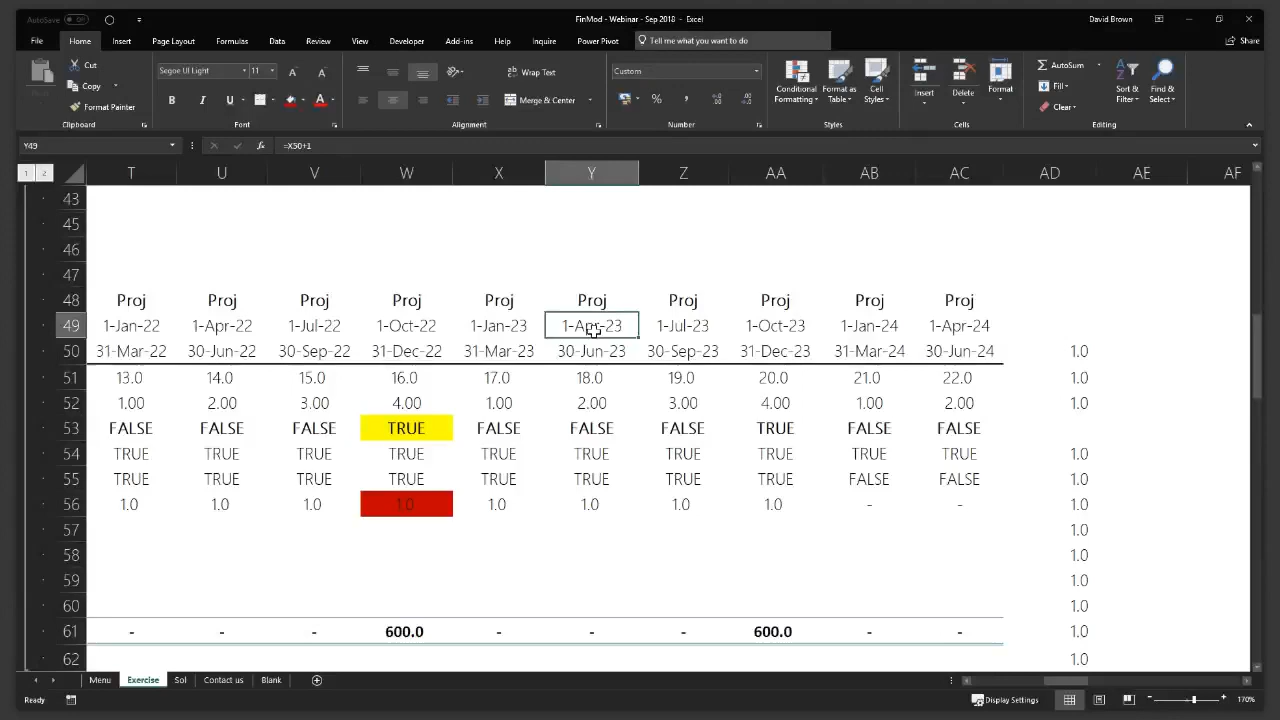 AutoSave Off FinMod - Webinar - Sep 2018 - Excel David Brown
File Home Insert Page Layout Formulas Data Review View Developer Add-ins Help Inquire Power Pivot Tell me what you want to do Share
Cut
Copy
Format Painter
Clipboard
Segoe UI Light 11
B I U
Font
Wrap Text
Merge & Center
Alignment
Custom
Number
Conditional Formatting
Format as Table
Cell Styles
Styles
Insert Delete Format
Cells
AutoSum
Fill
Clear
Sort & Filter
Find & Select
Editing
Y49 fx =X50+1
1 2 T U V W X Y Z AA AB AC AD AE AF
43
45
46
47
48 Proj Proj Proj Proj Proj Proj Proj Proj Proj Proj
49 1-Jan-22 1-Apr-22 1-Jul-22 1-Oct-22 1-Jan-23 1-Apr-23 1-Jul-23 1-Oct-23 1-Jan-24 1-Apr-24
50 31-Mar-22 30-Jun-22 30-Sep-22 31-Dec-22 31-Mar-23 30-Jun-23 30-Sep-23 31-Dec-23 31-Mar-24 30-Jun-24 1.0
51 13.0 14.0 15.0 16.0 17.0 18.0 19.0 20.0 21.0 22.0 1.0
52 1.00 2.00 3.00 4.00 1.00 2.00 3.00 4.00 1.00 2.00 1.0
53 FALSE FALSE FALSE TRUE FALSE FALSE FALSE TRUE FALSE FALSE
54 TRUE TRUE TRUE TRUE TRUE TRUE TRUE TRUE TRUE TRUE 1.0
55 TRUE TRUE TRUE TRUE TRUE TRUE TRUE TRUE FALSE FALSE 1.0
56 1.0 1.0 1.0 1.0 1.0 1.0 1.0 1.0 - - 1.0
57 1.0
58 1.0
59 1.0
60 1.0
61 - - - 600.0 - - - 600.0 - - 1.0
62 1.0
Menu Exercise Sol Contact us Blank
Ready Display Settings 170%